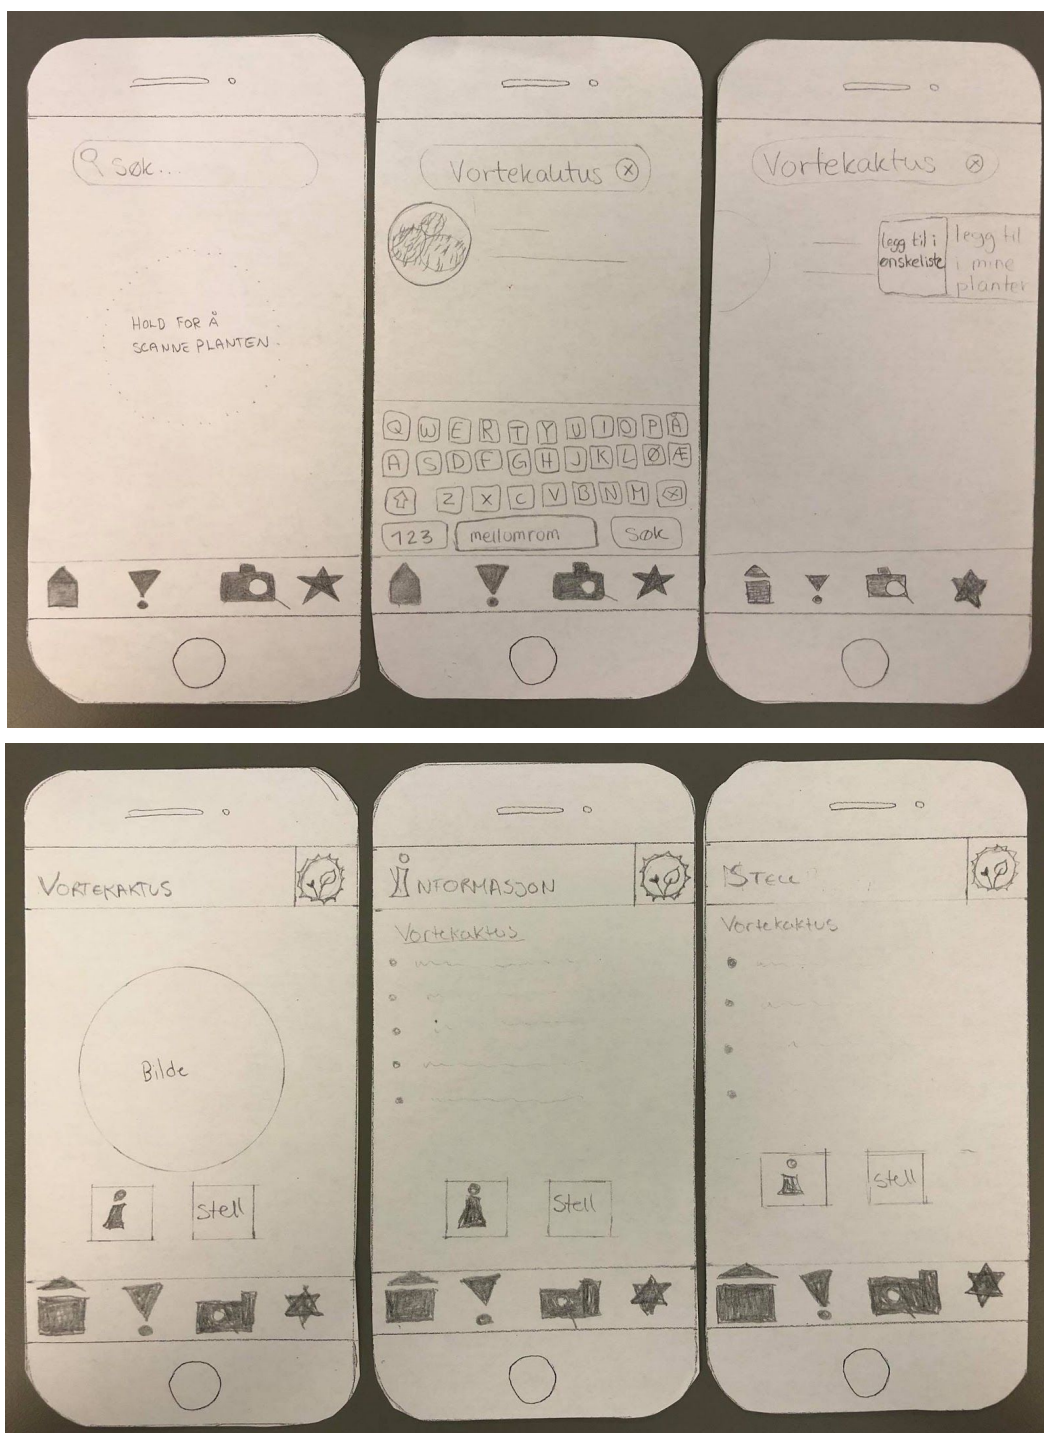 Søk...
HOLD FOR Å
SCANNE PLANTEN.
Vortekaktus
Q W E R T Y U I O P Å
A S D F G H J K L Ø Æ
Z X C V B N M
123 mellomrom Søk
Vortekaktus
legg til i
ønskeliste
legg til
i mine
planter
VORTEKAKTUS
Bilde
i Stell
INFORMASJON
Vortekaktus
i Stell
STELL
Vortekaktus
i Stell